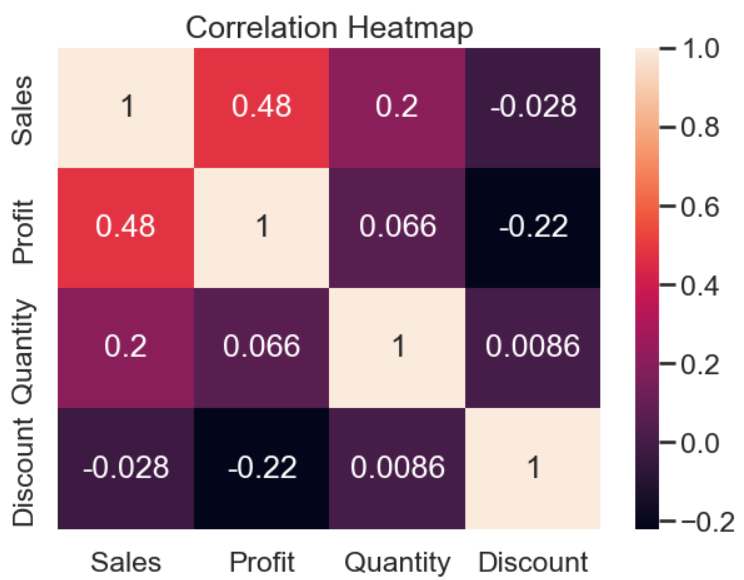 Correlation Heatmap
Sales 1 0.48 0.2 -0.028
Profit 0.48 1 0.066 -0.22
Quantity 0.2 0.066 1 0.0086
Discount -0.028 -0.22 0.0086 1
Sales Profit Quantity Discount
1.0
0.8
0.6
0.4
0.2
0.0
−0.2